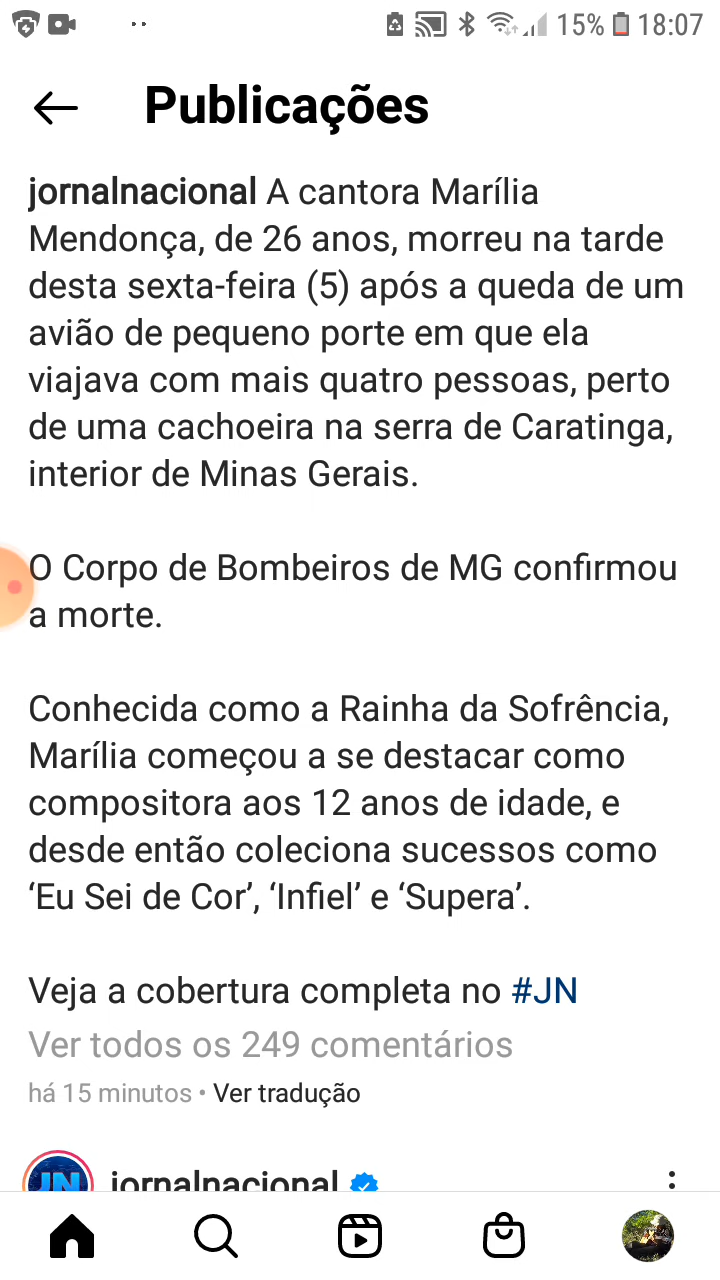 15% 18:07
Publicações
jornalnacional A cantora Marília
Mendonça, de 26 anos, morreu na tarde
desta sexta-feira (5) após a queda de um
avião de pequeno porte em que ela
viajava com mais quatro pessoas, perto
de uma cachoeira na serra de Caratinga,
interior de Minas Gerais.
O Corpo de Bombeiros de MG confirmou
a morte.
Conhecida como a Rainha da Sofrência,
Marília começou a se destacar como
compositora aos 12 anos de idade, e
desde então coleciona sucessos como
‘Eu Sei de Cor’, ‘Infiel’ e ‘Supera’.
Veja a cobertura completa no #JN
Ver todos os 249 comentários
há 15 minutos • Ver tradução
JN jornalnacional